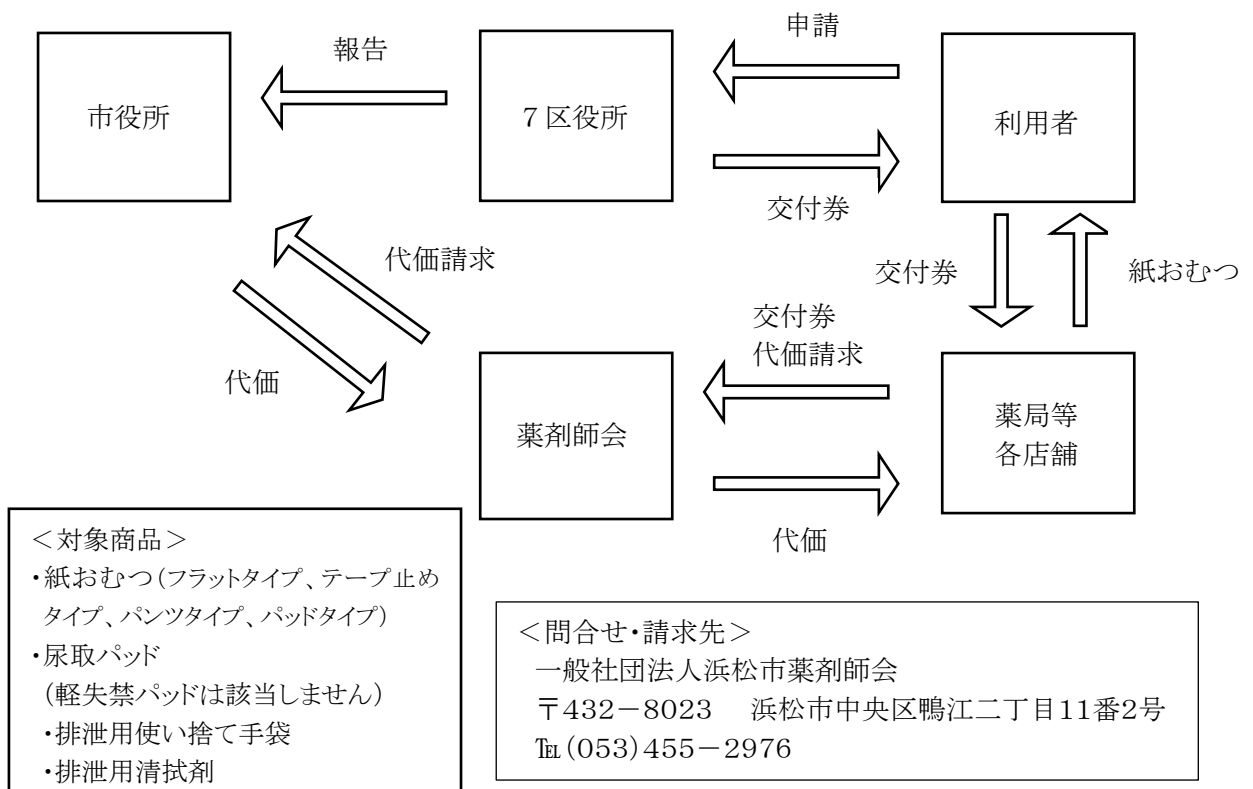 申請
報告
市役所
7区役所
利用者
交付券
代価請求
交付券
紙おむつ
交付券
代価請求
代価
薬剤師会
薬局等
各店舗
代価
＜対象商品＞
・紙おむつ(フラットタイプ、テープ止め
タイプ、パンツタイプ、パッドタイプ)
・尿取パッド
(軽失禁パッドは該当しません)
・排泄用使い捨て手袋
・排泄用清拭剤
＜問合せ・請求先＞
一般社団法人浜松市薬剤師会
〒432－8023　浜松市中央区鴨江二丁目11番2号
℡(053)455－2976